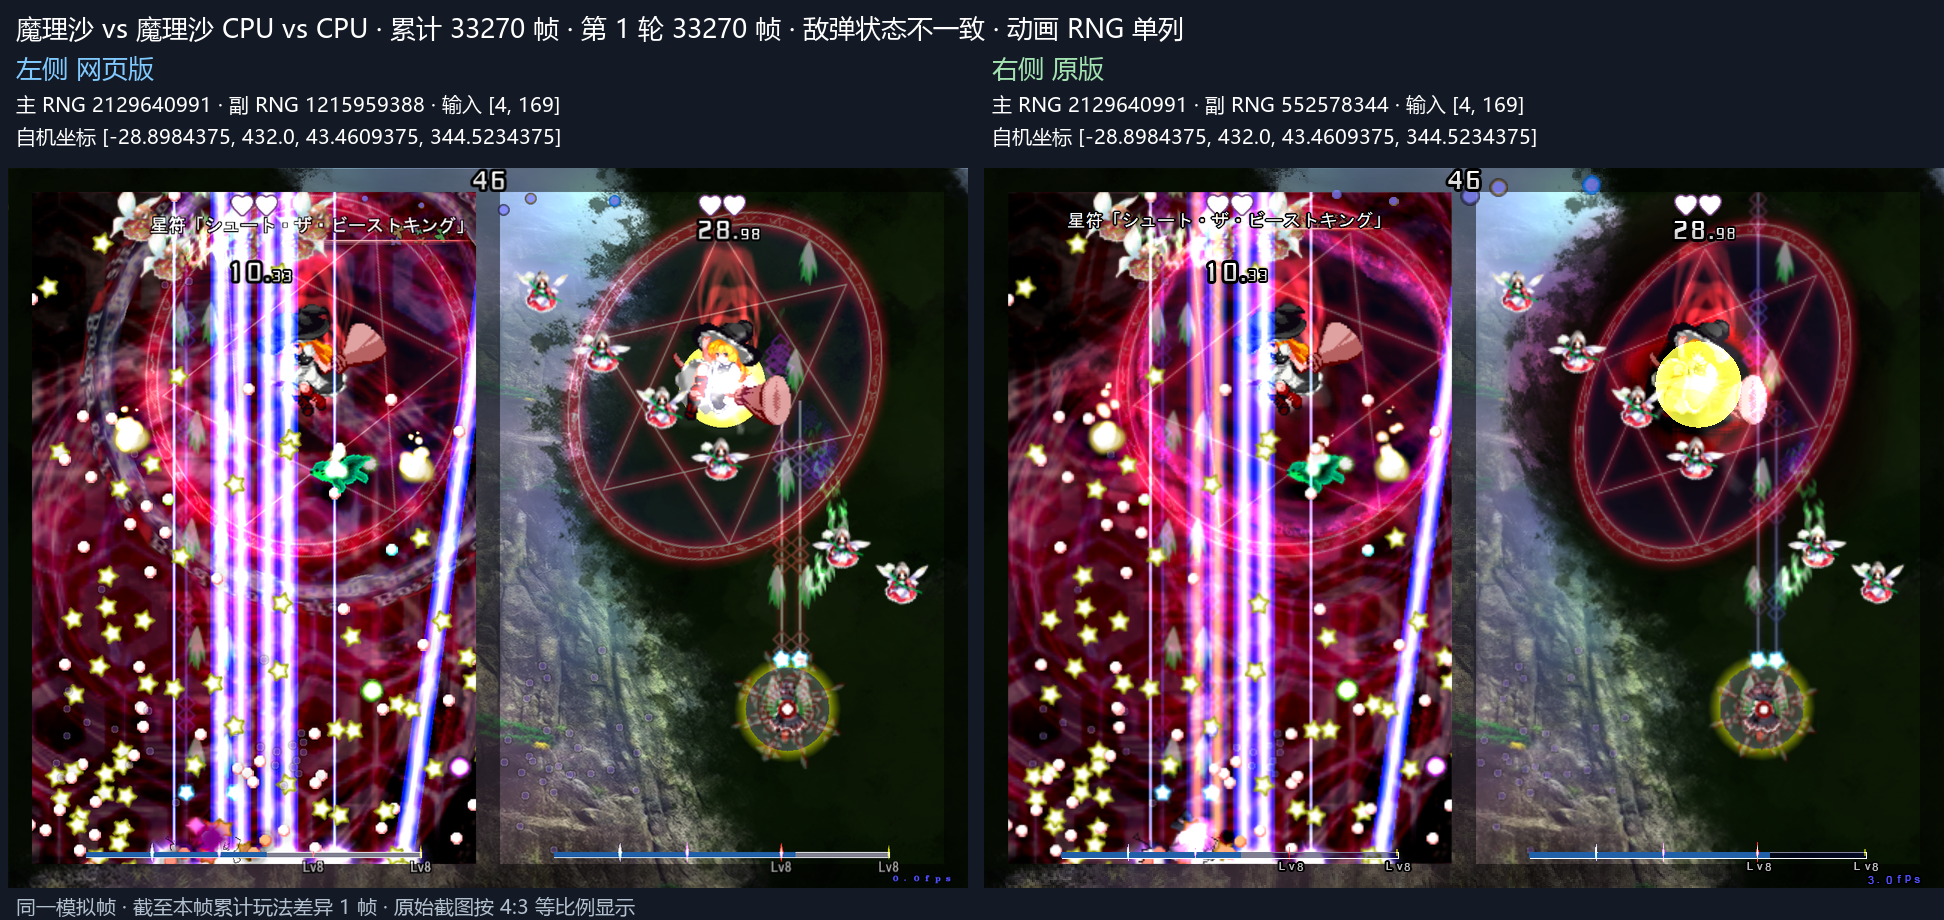 魔理沙 vs 魔理沙 CPU vs CPU · 累计 33270 帧 · 第 1 轮 33270 帧 · 敌弹状态不一致 · 动画 RNG 单列
左侧 网页版
主 RNG 2129640991 · 副 RNG 1215959388 · 输入 [4, 169]
自机坐标 [-28.8984375, 432.0, 43.4609375, 344.5234375]
右侧 原版
主 RNG 2129640991 · 副 RNG 552578344 · 输入 [4, 169]
自机坐标 [-28.8984375, 432.0, 43.4609375, 344.5234375]
46
星符「シュート・ザ・ビーストキング」
10.33
28.98
Lv8
Lv8
Lv8
Lv8
0.0fps
46
星符「シュート・ザ・ビーストキング」
10.33
28.98
Lv8
Lv8
Lv8
Lv8
3.0fps
同一模拟帧 · 截至本帧累计玩法差异 1 帧 · 原始截图按 4:3 等比例显示